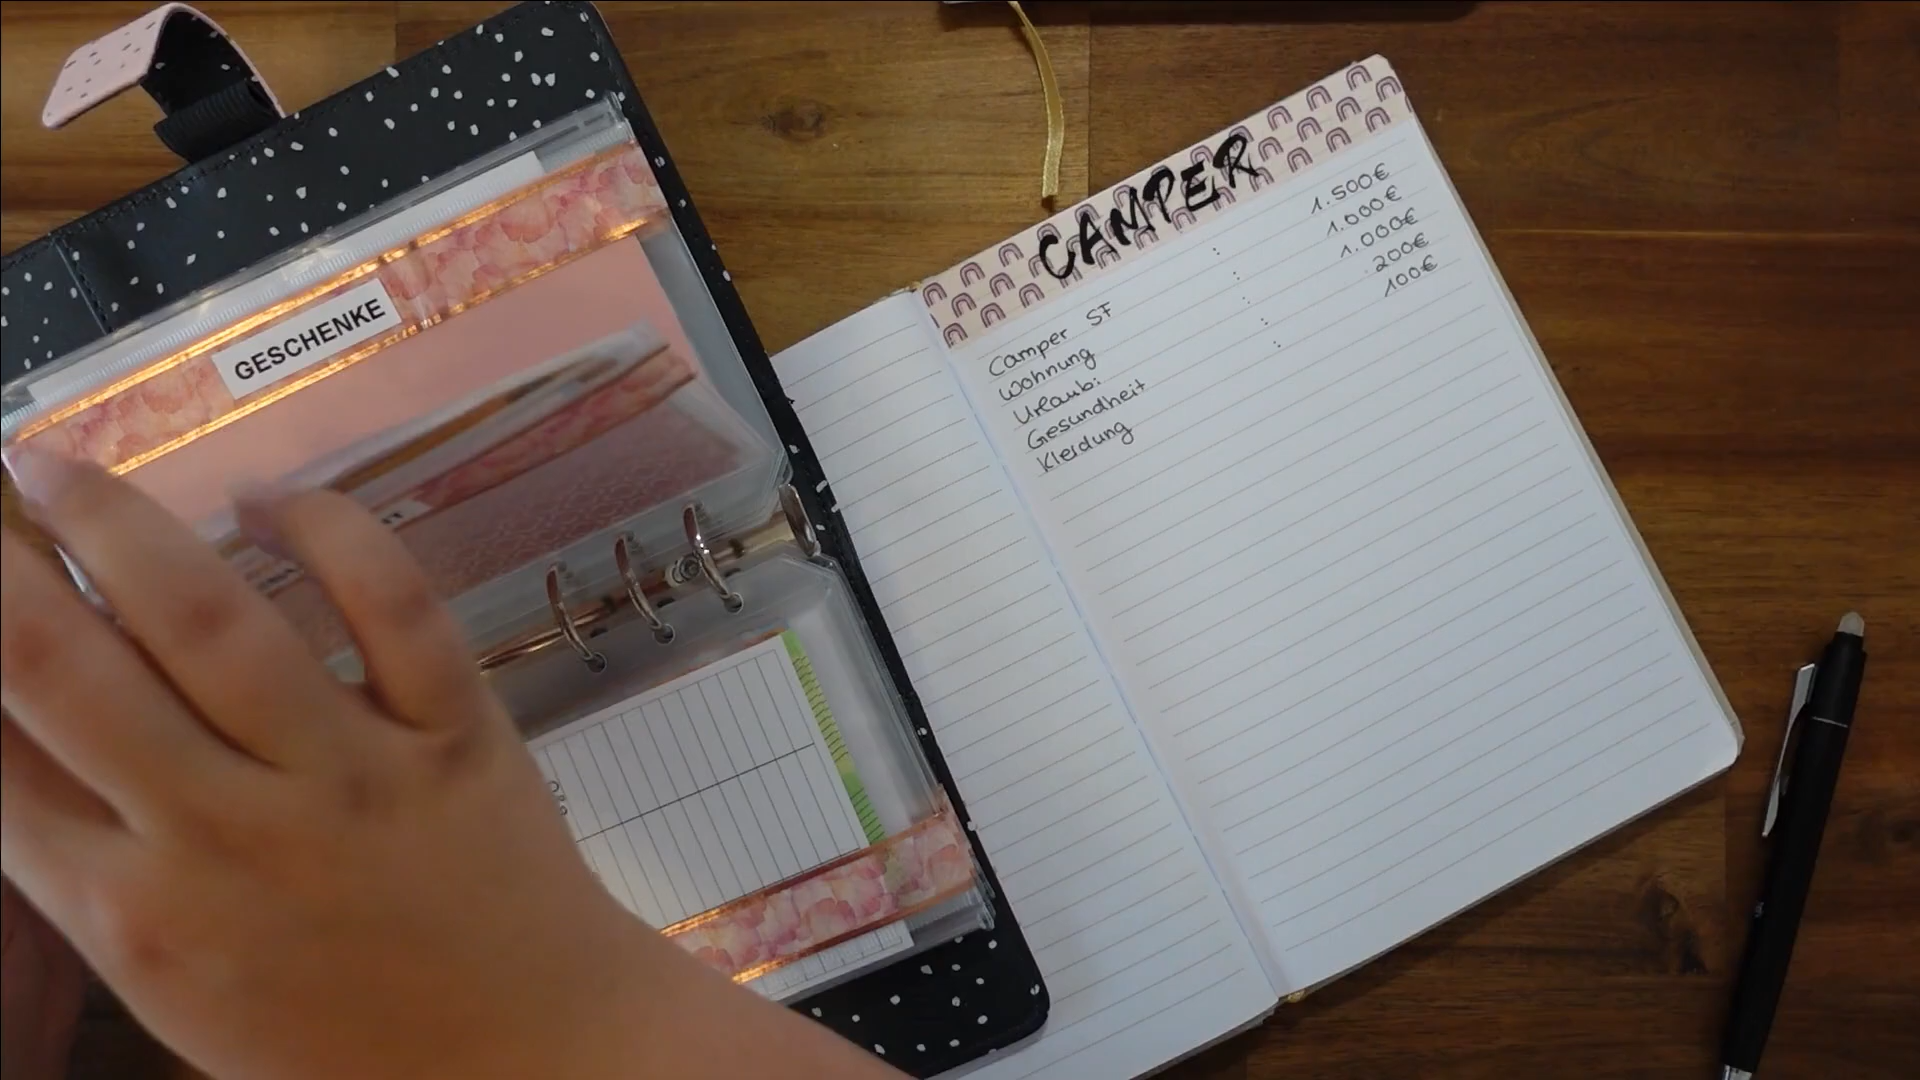 GESCHENKE
CAMPER
Camper SF : 1.500€
Wohnung : 1.000€
Urlaub: : 1.000€
Gesundheit : 200€
Kleidung : 100€